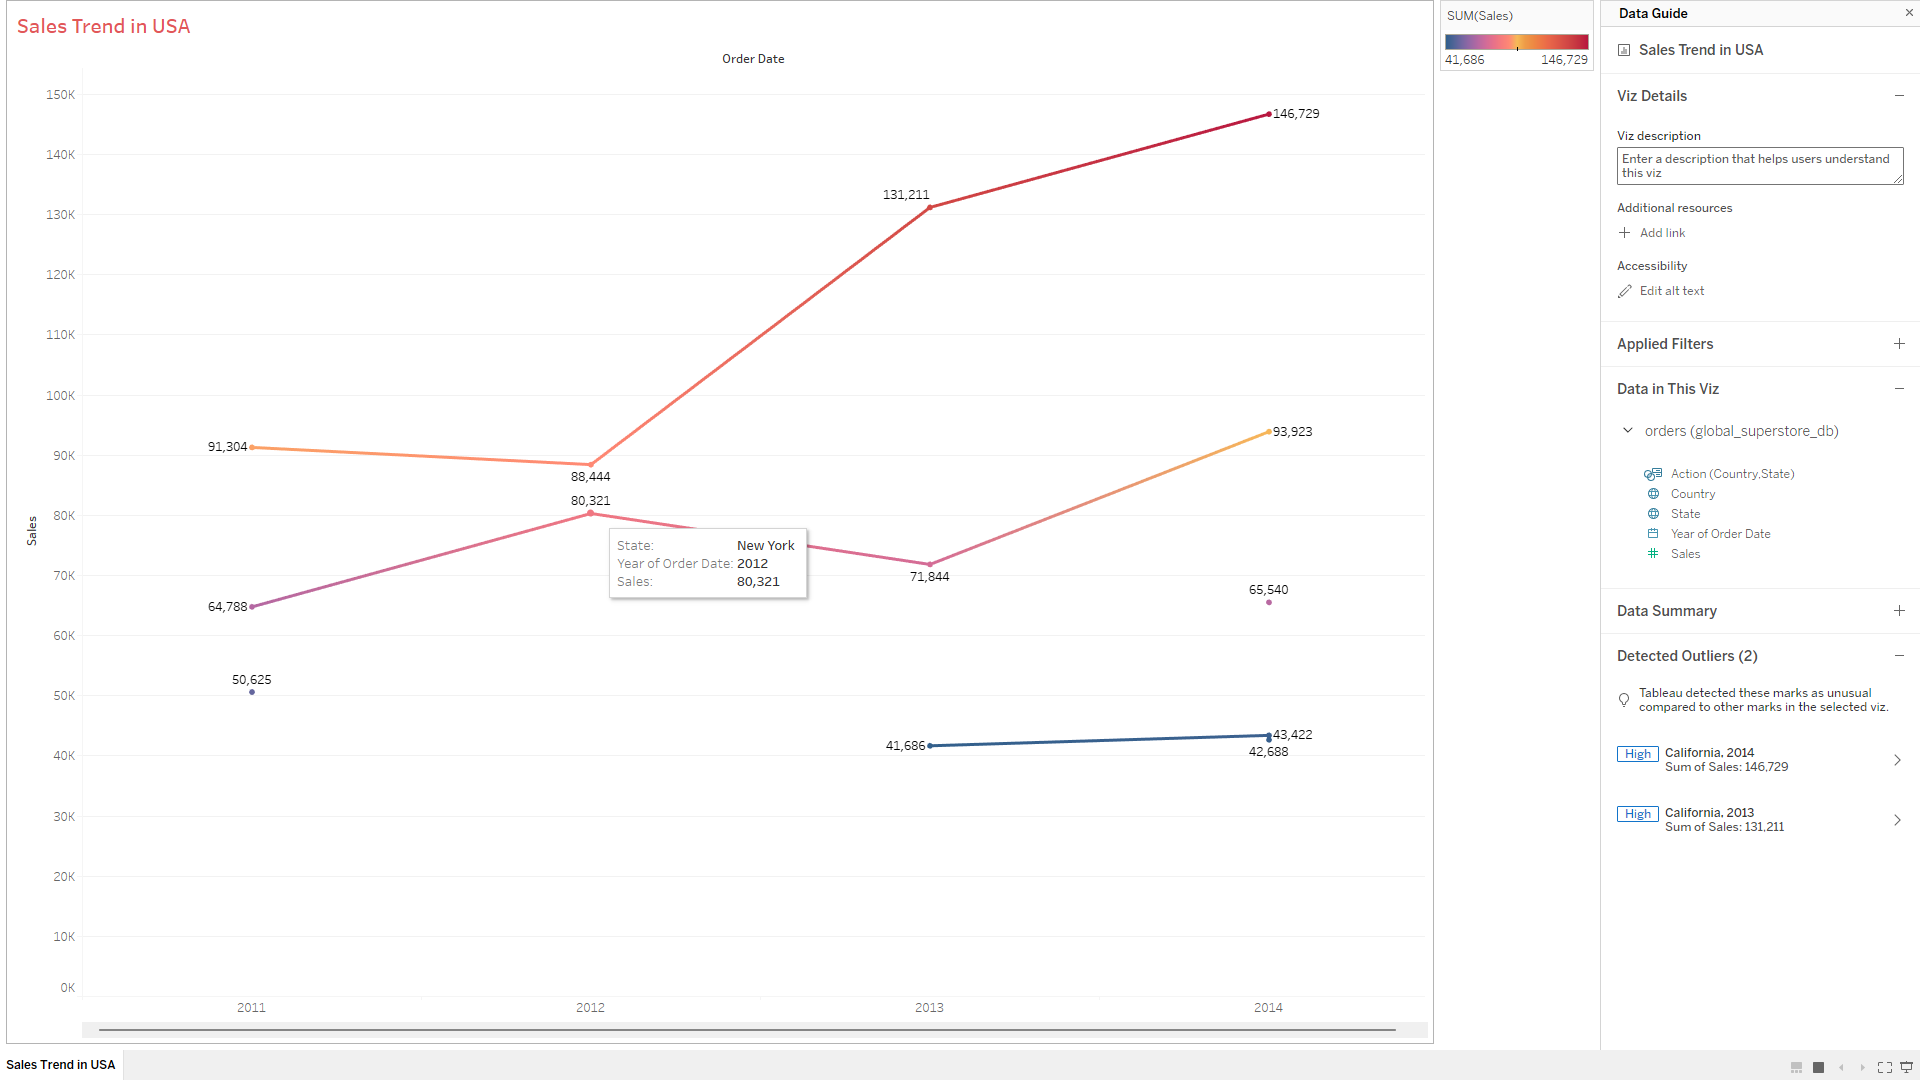 Sales Trend in USA
Order Date
150K
140K
130K
120K
110K
100K
90K
80K
70K
60K
50K
40K
30K
20K
10K
0K
Sales
146,729
131,211
91,304
88,444
93,923
80,321
71,844
64,788
65,540
50,625
41,686
43,422
42,688
State: New York
Year of Order Date: 2012
Sales: 80,321
2011
2012
2013
2014
SUM(Sales)
41,686
146,729
Data Guide
Sales Trend in USA
Viz Details
Viz description
Enter a description that helps users understand
this viz
Additional resources
Add link
Accessibility
Edit alt text
Applied Filters
Data in This Viz
orders (global_superstore_db)
Action (Country,State)
Country
State
Year of Order Date
Sales
Data Summary
Detected Outliers (2)
Tableau detected these marks as unusual
compared to other marks in the selected viz.
High California, 2014
Sum of Sales: 146,729
High California, 2013
Sum of Sales: 131,211
Sales Trend in USA